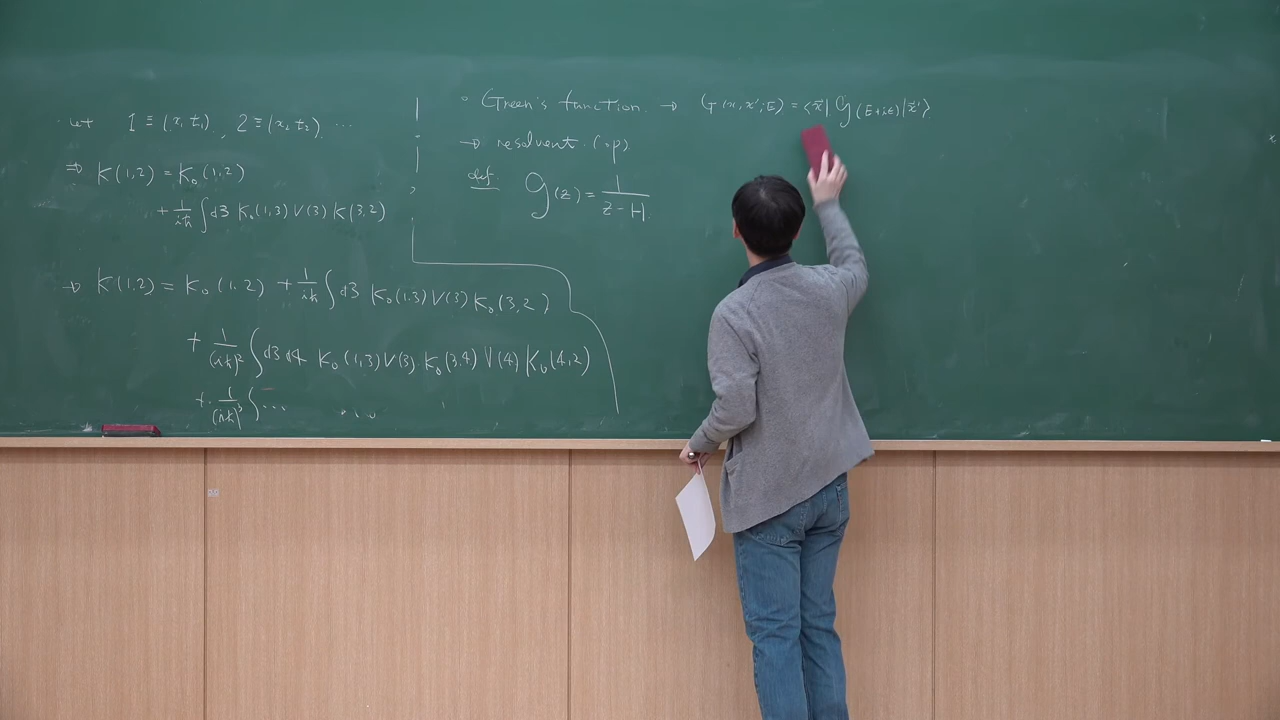 let 1 ≡ (x₁ t₁), 2 ≡ (x₂ t₂) ...
⇒ K(1,2) = K₀(1,2)
+ 1/iħ ∫d3 K₀(1,3) V(3) K(3,2)
→ K(1,2) = K₀(1,2) + 1/iħ ∫d3 K₀(1,3) V(3) K₀(3,2)
+ 1/(iħ)² ∫d3 d4 K₀(1,3) V(3) K₀(3,4) V(4) K₀(4,2)
+ 1/(iħ)³ ∫ ... ...
∘ Green's function. → G(x,x';E) = ⟨x⃗| G(E+iε) |x⃗'⟩
→ resolvent. (op)
def G(z) = 1/(z-H)